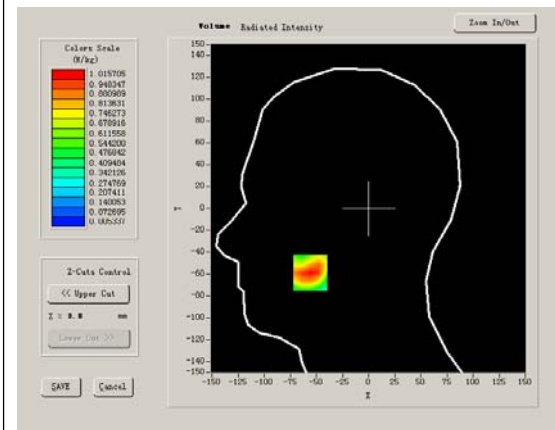 Volume Radiated Intensity
Zoom In/Out
Colors Scale
(W/kg)
1.015705
0.948347
0.880989
0.813631
0.746273
0.678916
0.611558
0.544200
0.476842
0.409484
0.342126
0.274769
0.207411
0.140053
0.072695
0.005337
Z-Cuts Control
<< Upper Cut
mm
Lower Cut >>
SAVE
Cancel
150
140
120
100
80
60
40
20
0
-20
-40
-60
-80
-100
-120
-140
-150
Y
-150 -125 -100 -75 -50 -25 0 25 50 75 100 125 150
X